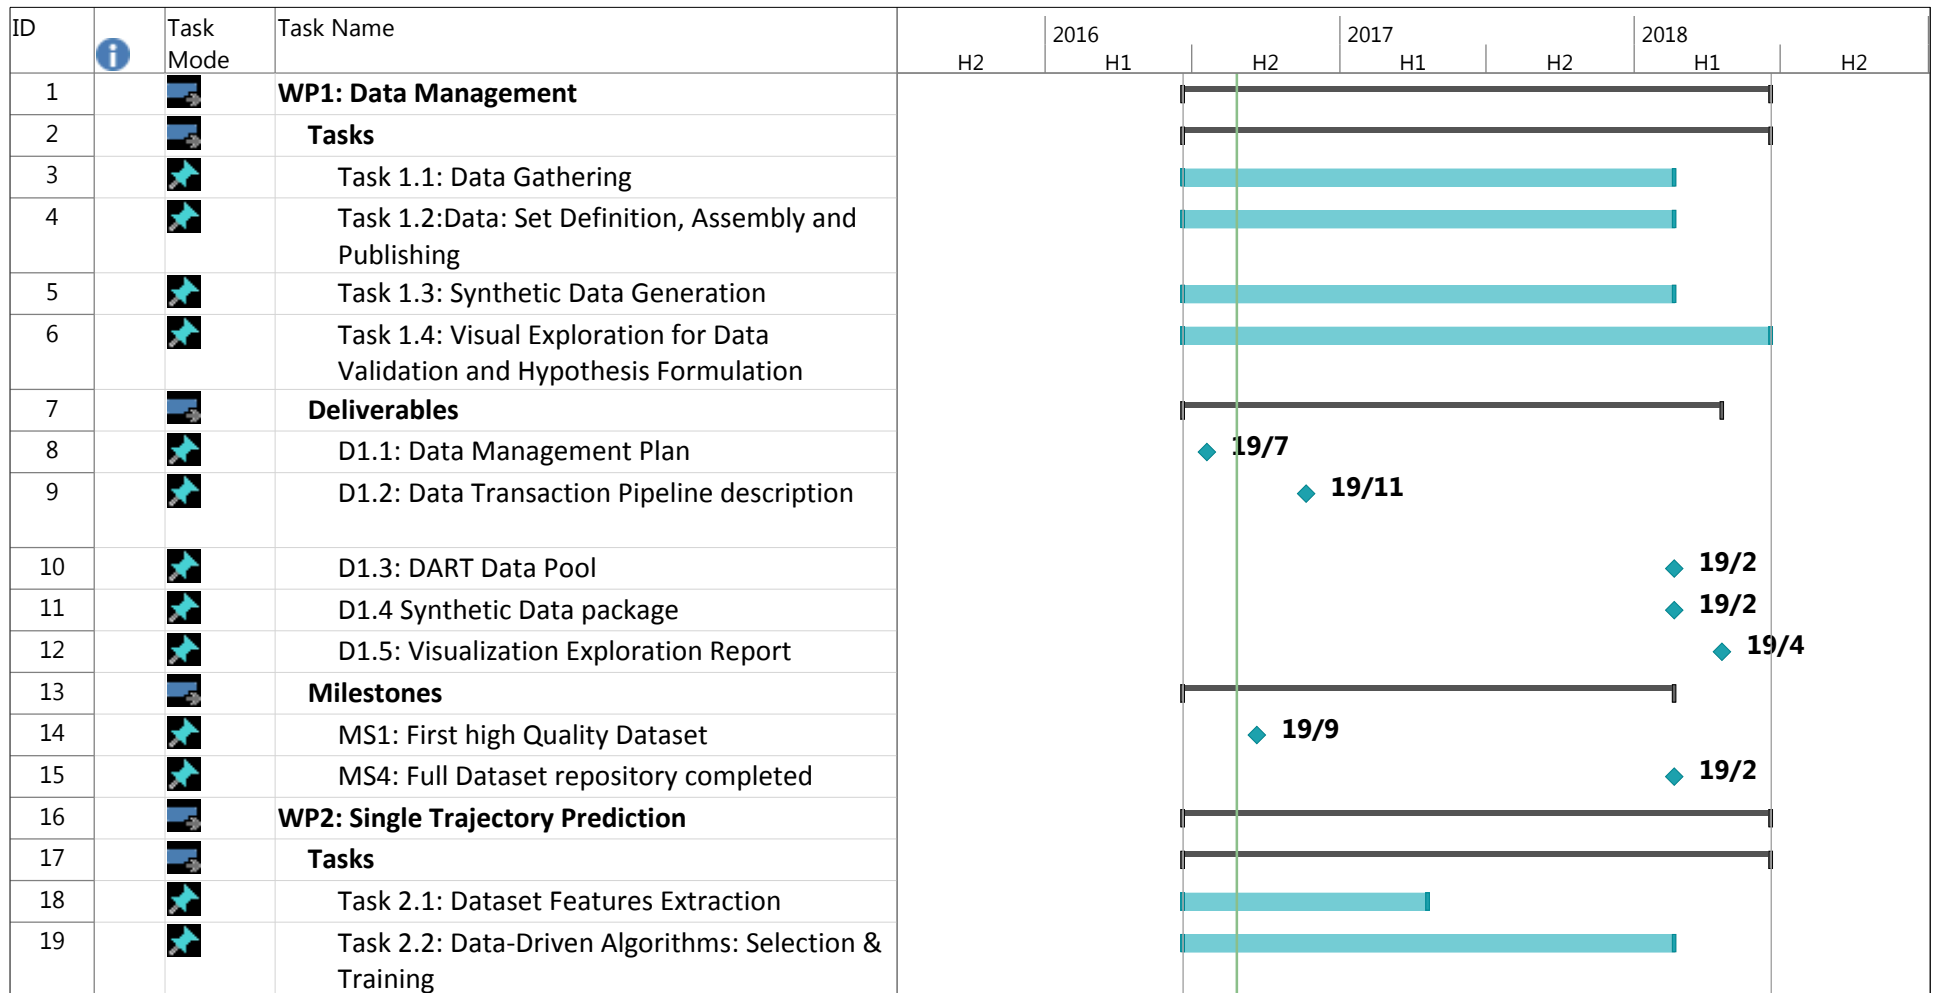 ID Task Mode Task Name
2016 2017 2018
H2 H1 H2 H1 H2 H1 H2
1 WP1: Data Management
2 Tasks
3 Task 1.1: Data Gathering
4 Task 1.2:Data: Set Definition, Assembly and
Publishing
5 Task 1.3: Synthetic Data Generation
6 Task 1.4: Visual Exploration for Data
Validation and Hypothesis Formulation
7 Deliverables
8 D1.1: Data Management Plan 19/7
9 D1.2: Data Transaction Pipeline description 19/11
10 D1.3: DART Data Pool 19/2
11 D1.4 Synthetic Data package 19/2
12 D1.5: Visualization Exploration Report 19/4
13 Milestones
14 MS1: First high Quality Dataset 19/9
15 MS4: Full Dataset repository completed 19/2
16 WP2: Single Trajectory Prediction
17 Tasks
18 Task 2.1: Dataset Features Extraction
19 Task 2.2: Data-Driven Algorithms: Selection &
Training